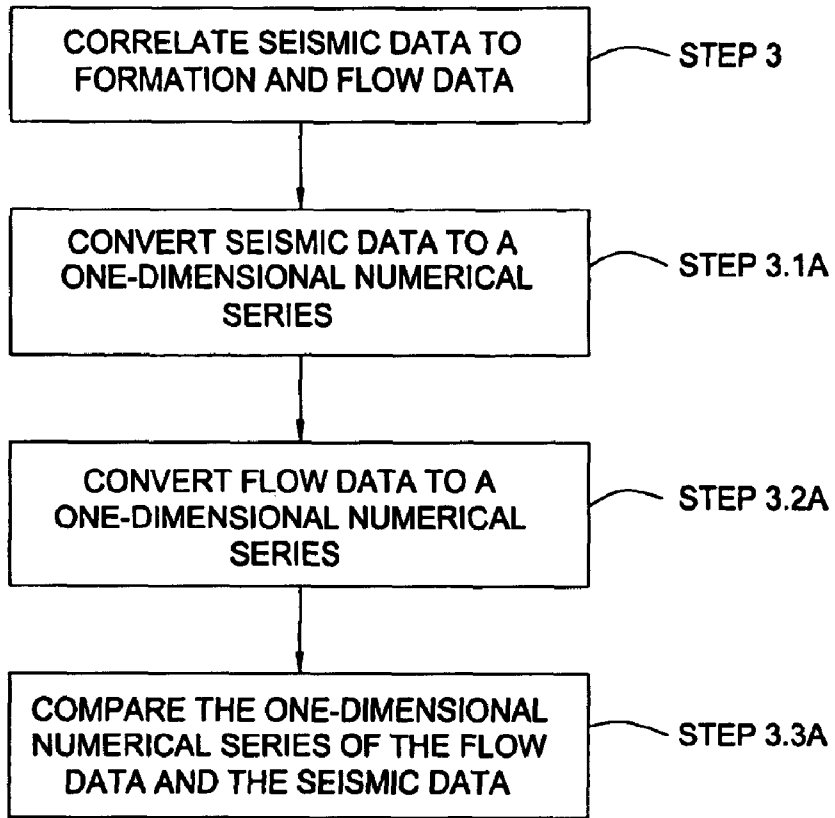 CORRELATE SEISMIC DATA TO
FORMATION AND FLOW DATA
STEP 3
CONVERT SEISMIC DATA TO A
ONE-DIMENSIONAL NUMERICAL
SERIES
STEP 3.1A
CONVERT FLOW DATA TO A
ONE-DIMENSIONAL NUMERICAL
SERIES
STEP 3.2A
COMPARE THE ONE-DIMENSIONAL
NUMERICAL SERIES OF THE FLOW
DATA AND THE SEISMIC DATA
STEP 3.3A